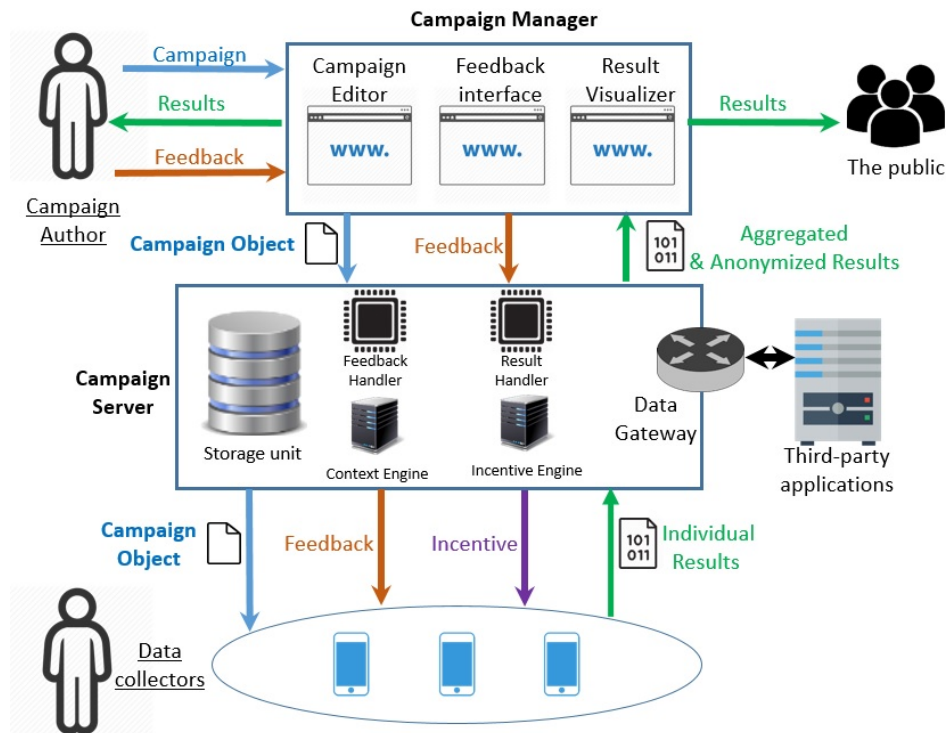 Campaign Manager
Campaign
Results
Feedback
Campaign
Author
Campaign
Editor
Feedback
interface
Result
Visualizer
www.
www.
www.
Results
The public
Campaign Object
Feedback
101
011
Aggregated
& Anonymized Results
Campaign
Server
Storage unit
Feedback
Handler
Result
Handler
Context Engine
Incentive Engine
Data
Gateway
Third-party
applications
Campaign
Object
Feedback
Incentive
101
011
Individual
Results
Data
collectors